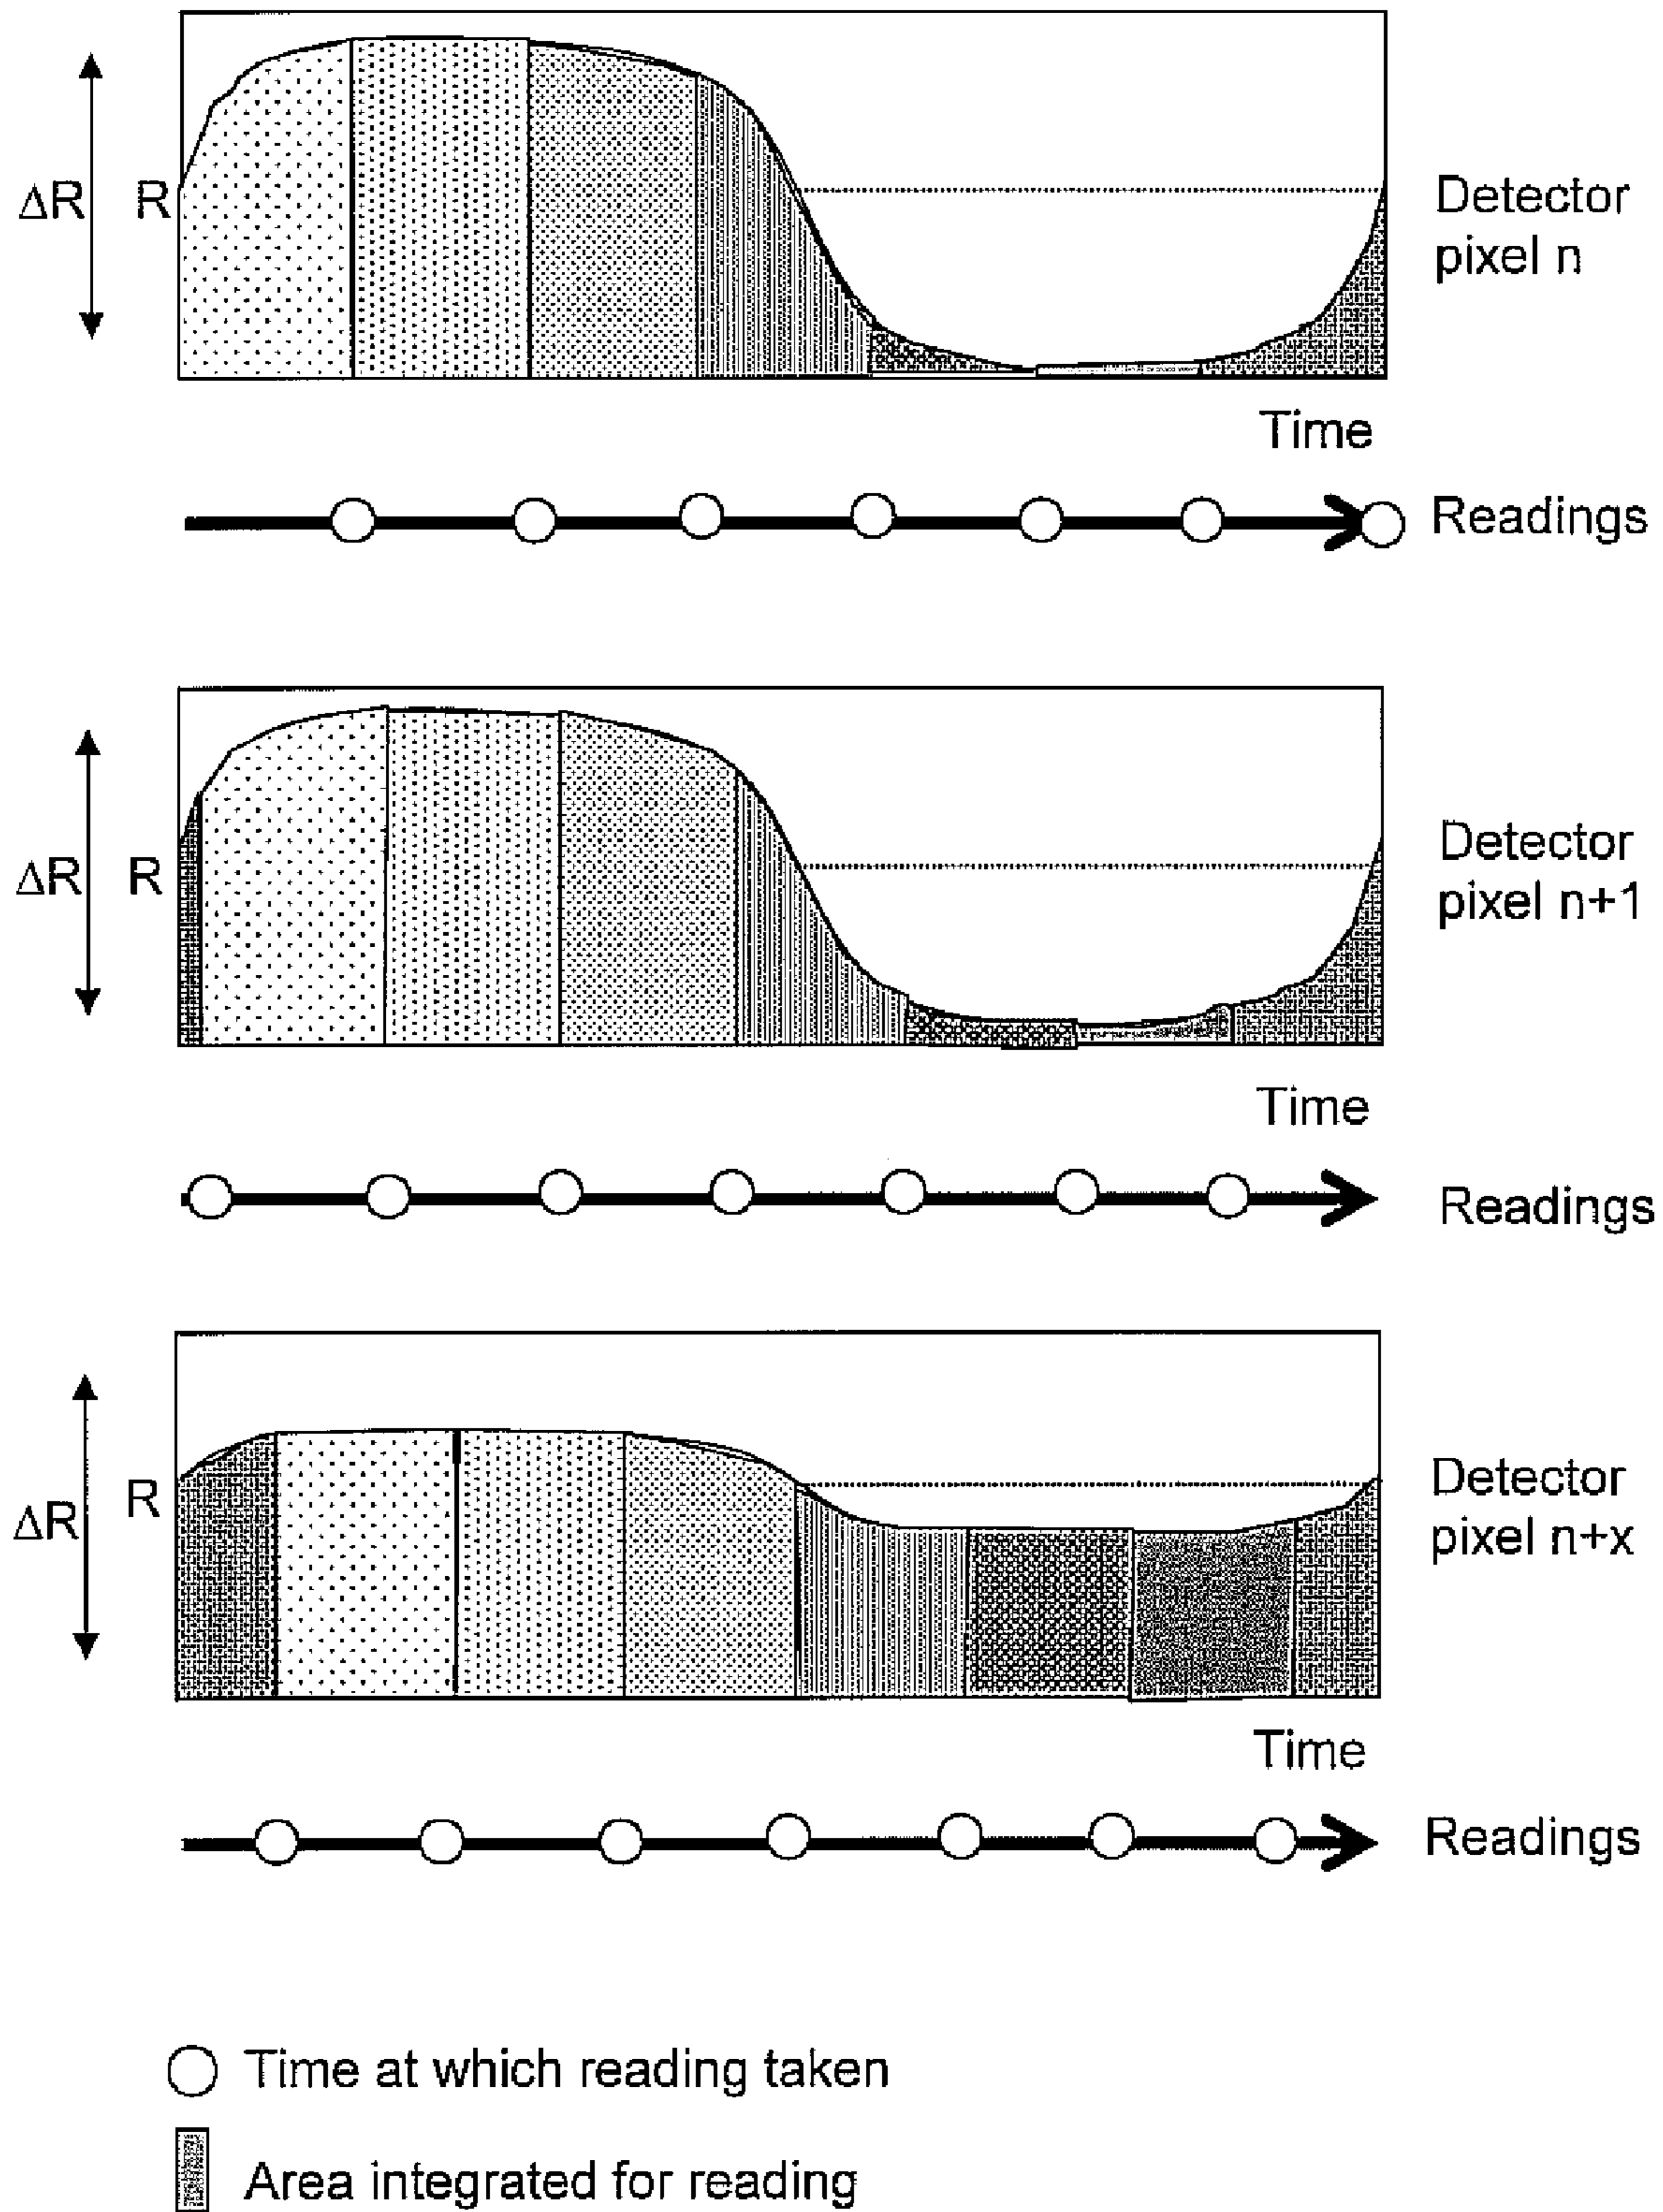 ΔR
R
Detector
pixel n
Time
Readings
ΔR
R
Detector
pixel n+1
Time
Readings
ΔR
R
Detector
pixel n+x
Time
Readings
Time at which reading taken
Area integrated for reading